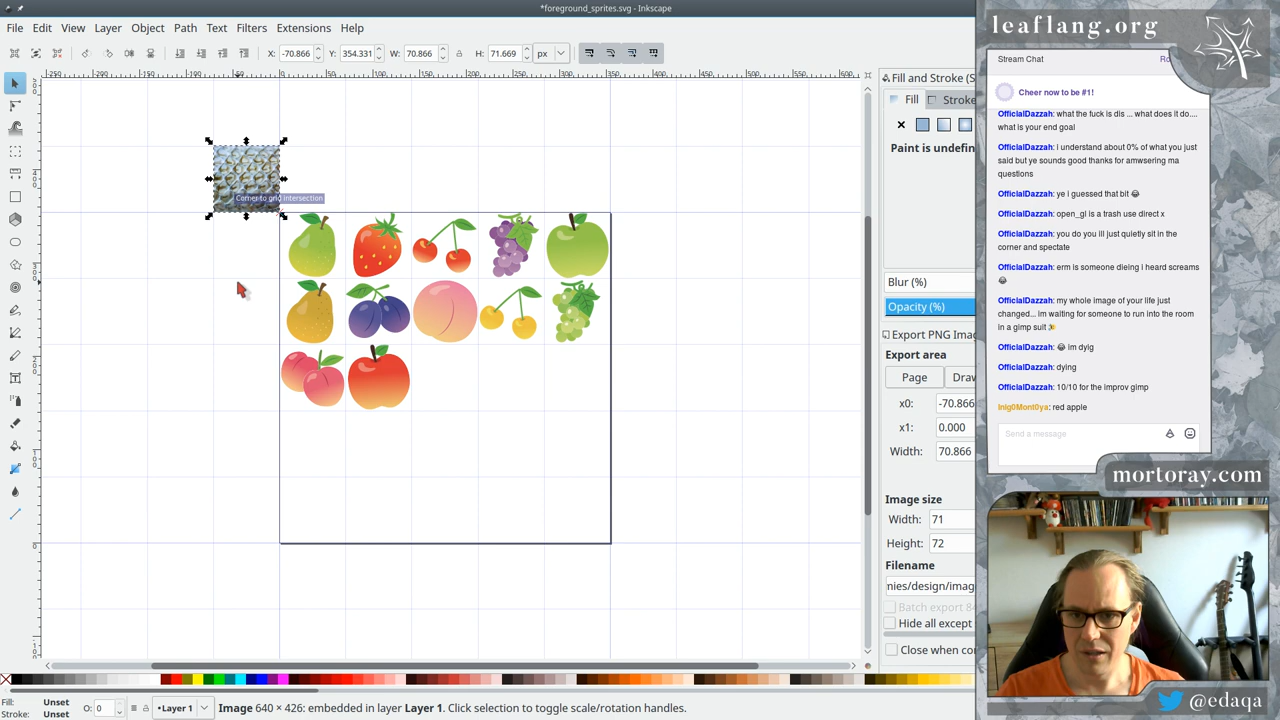 *foreground_sprites.svg - Inkscape
File Edit View Layer Object Path Text Filters Extensions Help
X: -70.866 Y: 354.331 W: 70.866 H: 71.669 px
Corner to grid intersection
Fill and Stroke (S
Fill Stroke
Paint is undefin
Blur (%)
Opacity (%)
Export PNG Imag
Export area
Page Draw
x0: -70.866
x1: 0.000
Width: 70.866
Image size
Width: 71
Height: 72
Filename
nies/design/imag
Batch export 84
Hide all except
Close when con
Fill: Unset
Stroke: Unset
O: 0
•Layer 1
Image 640 × 426: embedded in layer Layer 1. Click selection to toggle scale/rotation handles.
leaflang.org
Stream Chat
Cheer now to be #1!
OfficialDazzah: what the fuck is dis ... what does it do....
what is your end goal
OfficialDazzah: i understand about 0% of what you just
said but ye sounds good thanks for amwsering ma
questions
OfficialDazzah: ye i guessed that bit 😂
OfficialDazzah: open_gl is a trash use direct x
OfficialDazzah: you do you ill just quietly sit in the
corner and spectate
OfficialDazzah: erm is someone dieing i heard screams
😂
OfficialDazzah: my whole image of your life just
changed... im waiting for someone to run into the room
in a gimp suit
OfficialDazzah: 😂 im dyig
OfficialDazzah: dying
OfficialDazzah: 10/10 for the improv gimp
Inig0Mont0ya: red apple
Send a message
mortoray.com
@edaqa